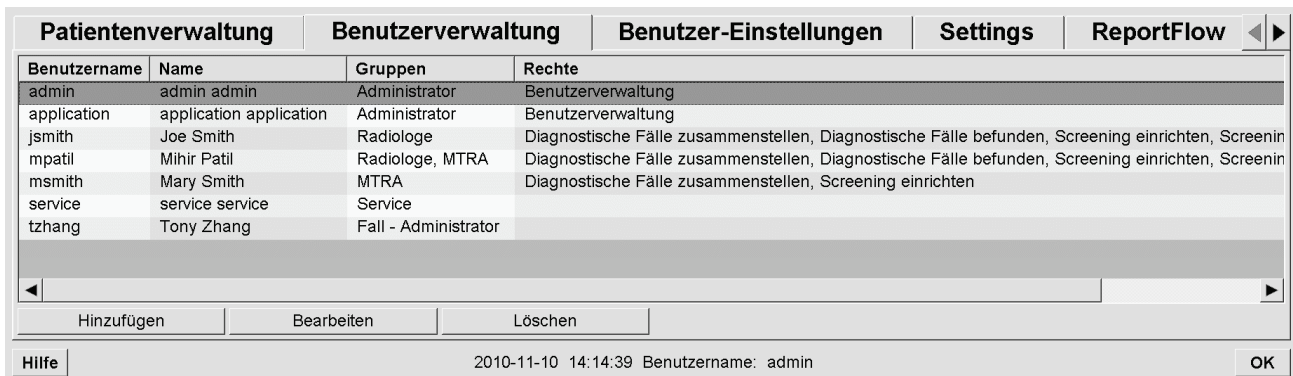 Patientenverwaltung Benutzerverwaltung Benutzer-Einstellungen Settings ReportFlow
Benutzername Name Gruppen Rechte
admin admin admin Administrator Benutzerverwaltung
application application application Administrator Benutzerverwaltung
jsmith Joe Smith Radiologe Diagnostische Fälle zusammenstellen, Diagnostische Fälle befunden, Screening einrichten, Screenin
mpatil Mihir Patil Radiologe, MTRA Diagnostische Fälle zusammenstellen, Diagnostische Fälle befunden, Screening einrichten, Screenin
msmith Mary Smith MTRA Diagnostische Fälle zusammenstellen, Screening einrichten
service service service Service
tzhang Tony Zhang Fall - Administrator
Hinzufügen Bearbeiten Löschen
Hilfe 2010-11-10 14:14:39 Benutzername: admin OK